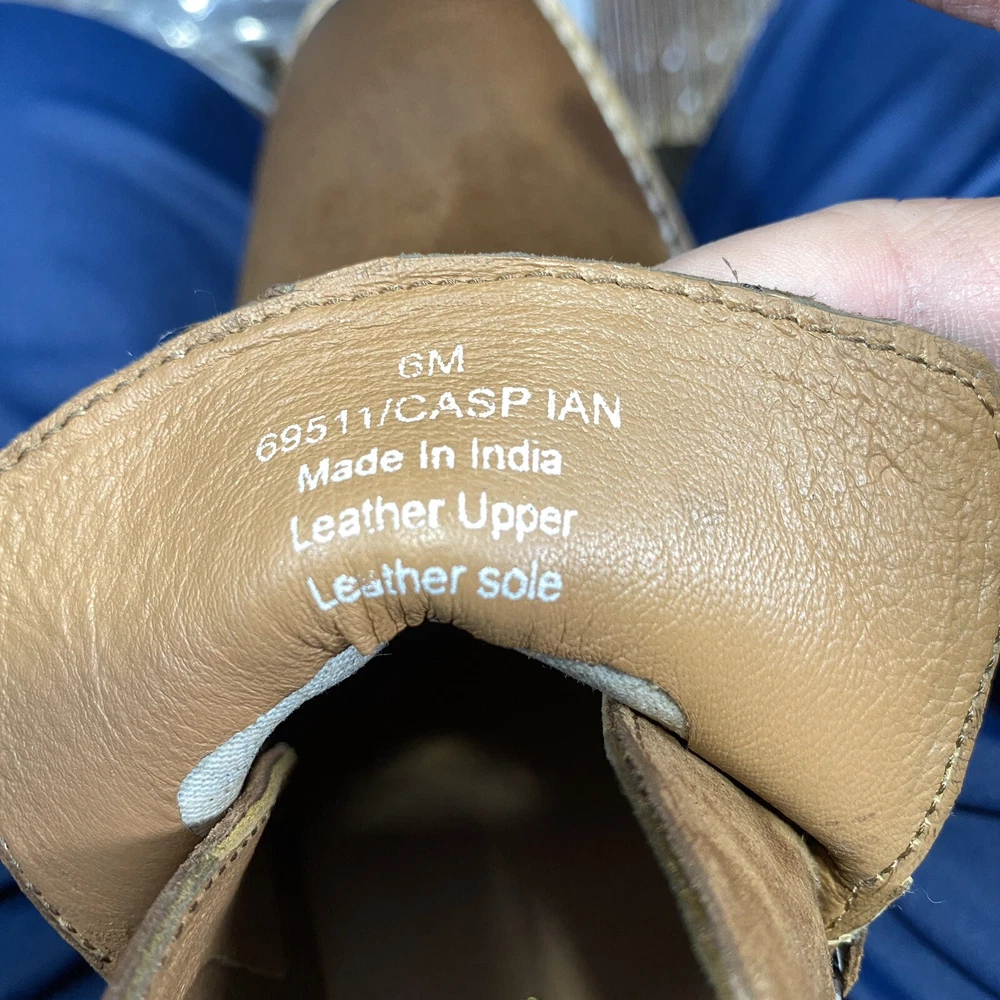 6M
69511/CASPIAN
Made In India
Leather Upper
Leather sole